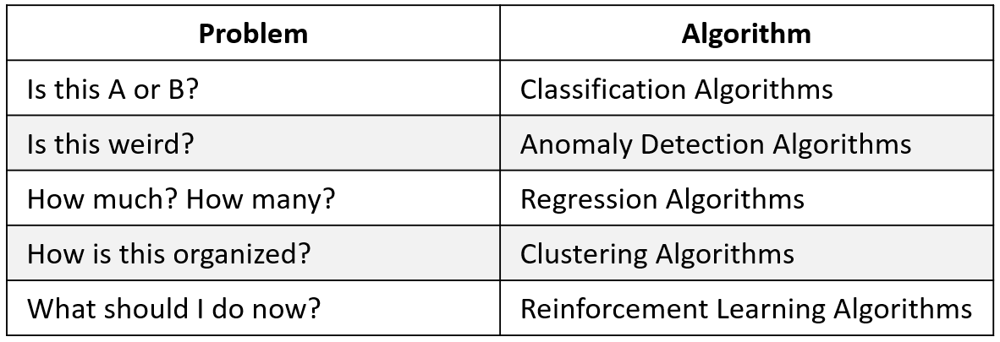 Problem Algorithm
Is this A or B? Classification Algorithms
Is this weird? Anomaly Detection Algorithms
How much? How many? Regression Algorithms
How is this organized? Clustering Algorithms
What should I do now? Reinforcement Learning Algorithms